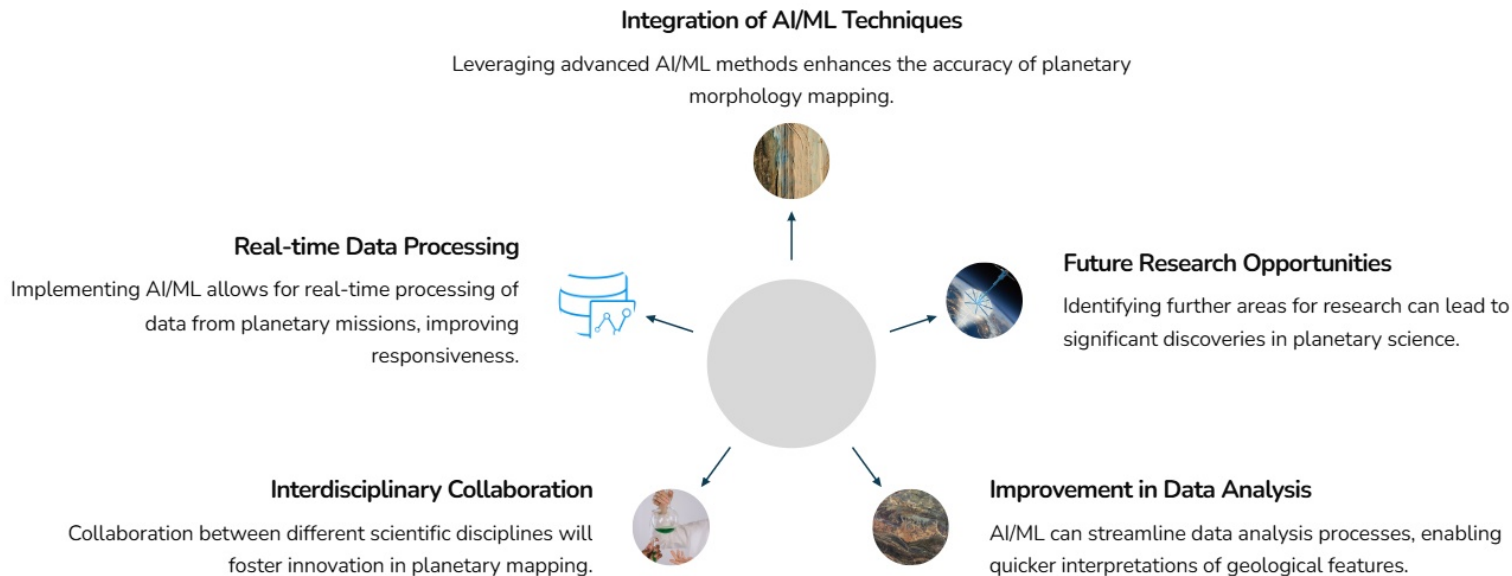 Integration of AI/ML Techniques
Leveraging advanced AI/ML methods enhances the accuracy of planetary
morphology mapping.
Real-time Data Processing
Implementing AI/ML allows for real-time processing of
data from planetary missions, improving
responsiveness.
Future Research Opportunities
Identifying further areas for research can lead to
significant discoveries in planetary science.
Interdisciplinary Collaboration
Collaboration between different scientific disciplines will
foster innovation in planetary mapping.
Improvement in Data Analysis
AI/ML can streamline data analysis processes, enabling
quicker interpretations of geological features.